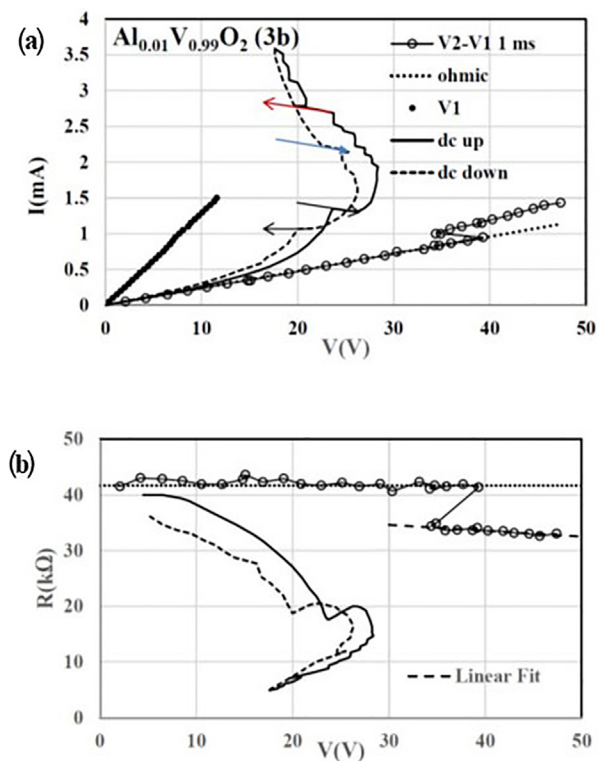 (a)
Al0.01V0.99O2 (3b)
V2-V1 1 ms
ohmic
V1
dc up
dc down
I(mA)
4
3.5
3
2.5
2
1.5
1
0.5
0
0 10 20 30 40 50
V(V)
(b)
R(kΩ)
50
40
30
20
10
0
Linear Fit
0 10 20 30 40 50
V(V)